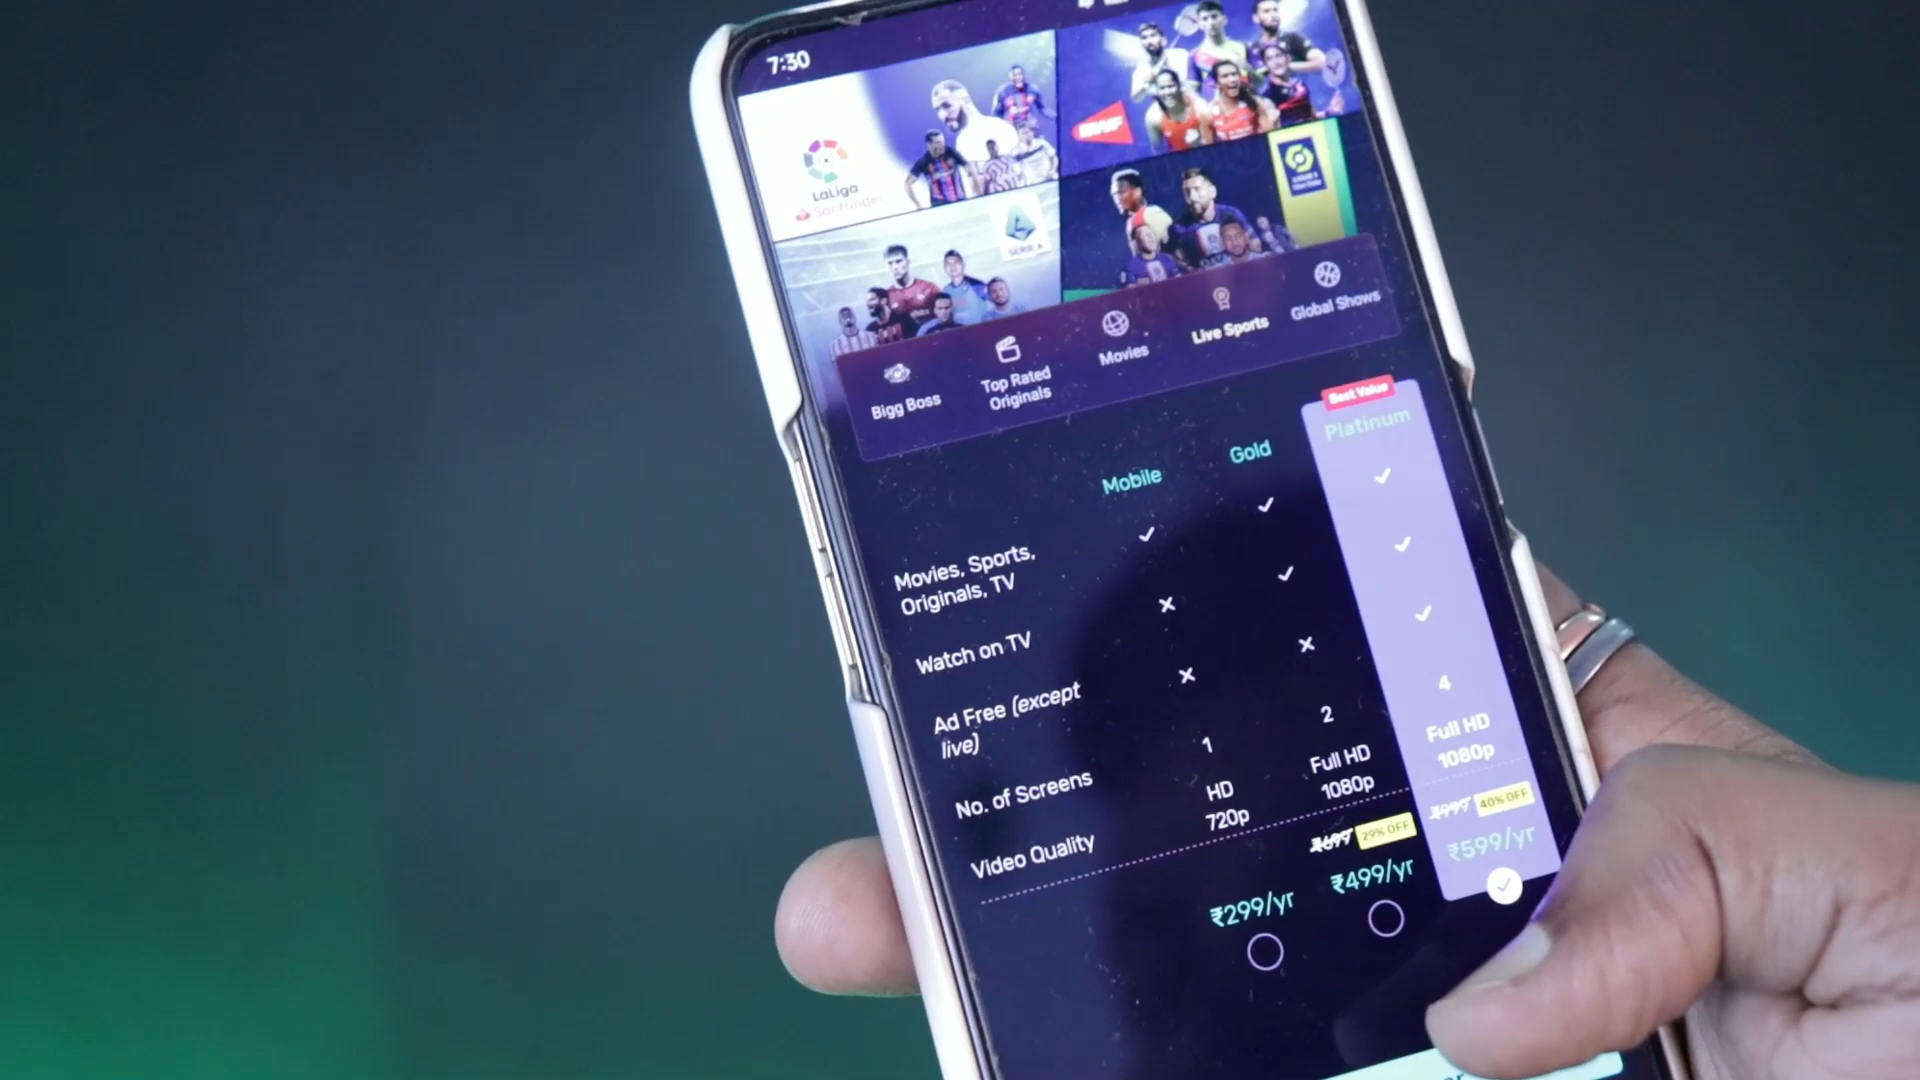 7:30
LaLiga
Santander
BWF
SERIE A
Bigg Boss
Top Rated
Originals
Movies
Live Sports
Global Shows
Best Value
Mobile
Gold
Platinum
Movies, Sports,
Originals, TV
Watch on TV
Ad Free (except
live)
No. of Screens
1
2
4
Video Quality
HD
720p
Full HD
1080p
Full HD
1080p
₹699 29% OFF
₹999 40% OFF
₹299/yr
₹499/yr
₹599/yr